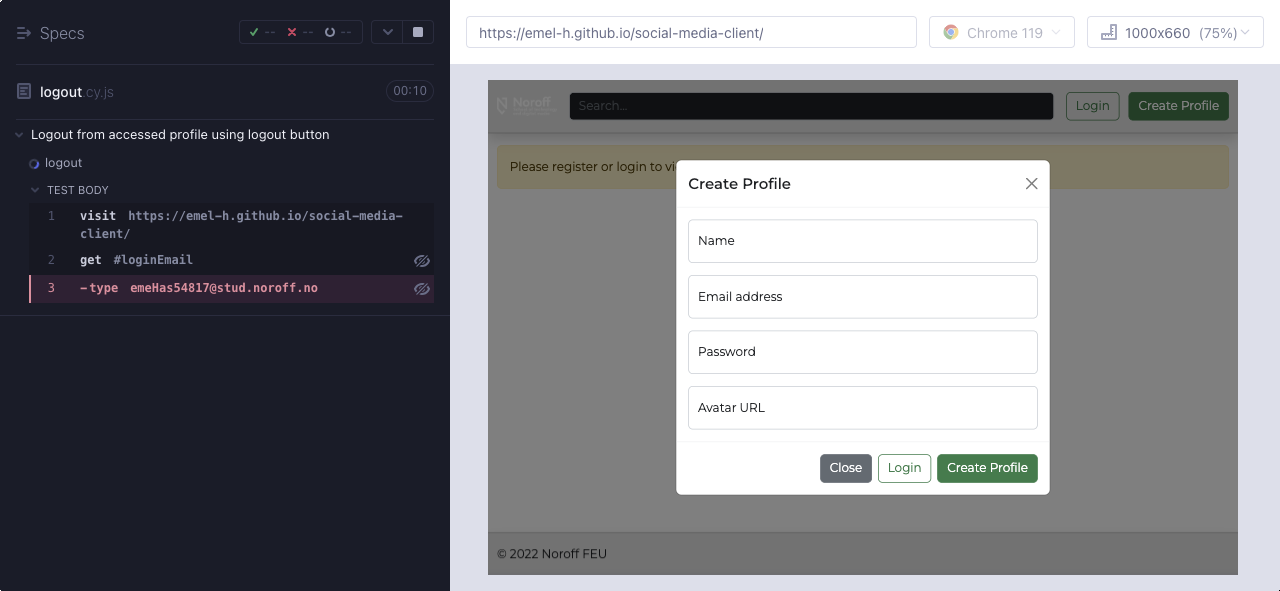 Specs
-- -- --
logout.cy.js
00:10
Logout from accessed profile using logout button
logout
TEST BODY
1 visit https://emel-h.github.io/social-media-
client/
2 get #loginEmail
3 -type emeHas54817@stud.noroff.no
https://emel-h.github.io/social-media-client/
Chrome 119
1000x660 (75%)
Noroff
Search...
Login
Create Profile
Please register or login to vi
Create Profile
Name
Email address
Password
Avatar URL
Close
Login
Create Profile
© 2022 Noroff FEU